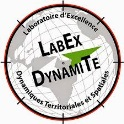 Laboratoire d'Excellence
LABEX
DYNAMITE
Dynamiques Territoriales et Spatiales